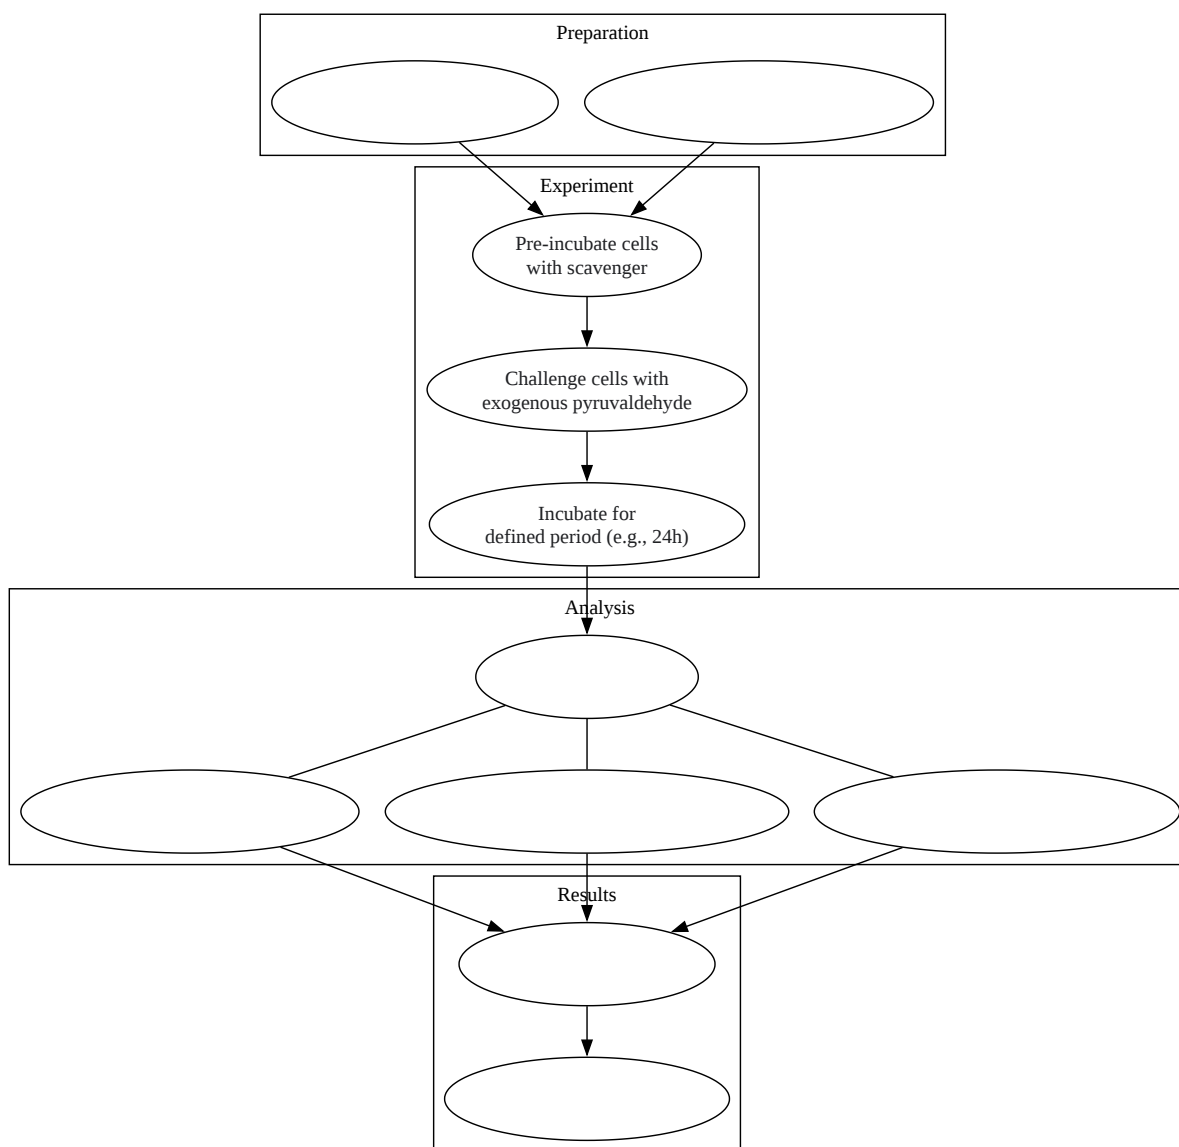 Preparation
Experiment
Pre-incubate cells
with scavenger
Challenge cells with
exogenous pyruvaldehyde
Incubate for
defined period (e.g., 24h)
Analysis
Results